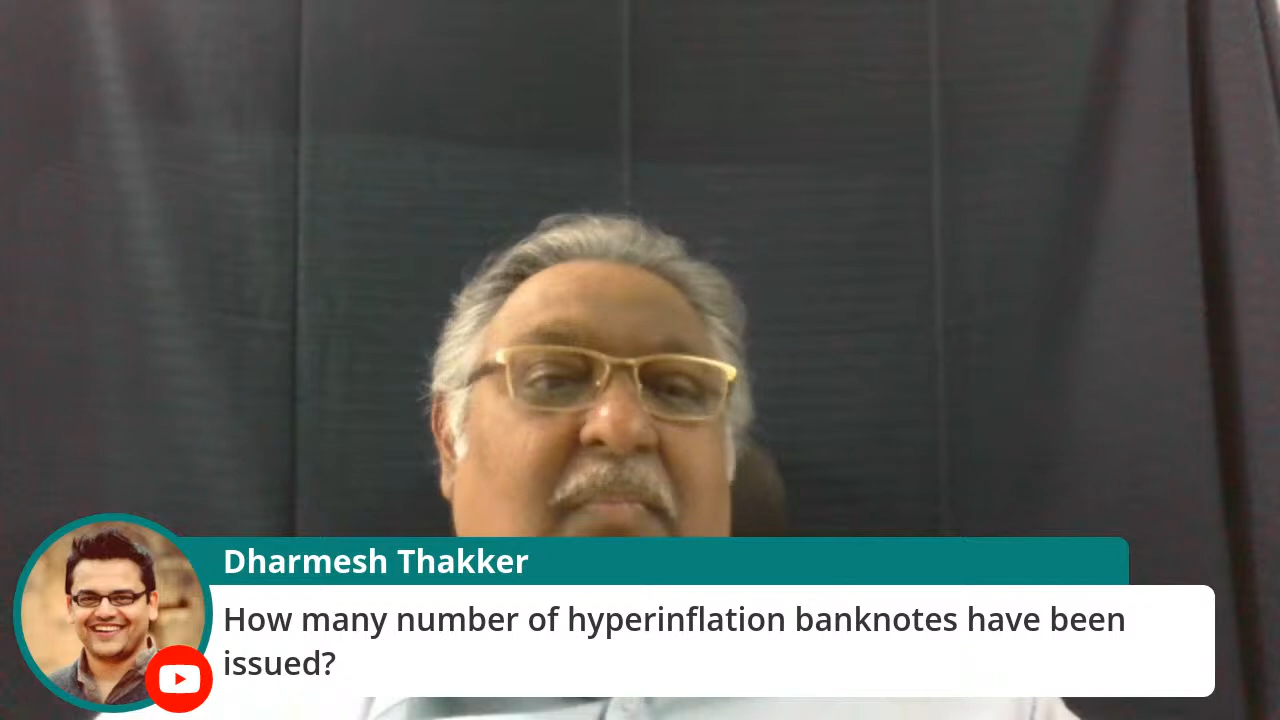 Dharmesh Thakker
How many number of hyperinflation banknotes have been
issued?